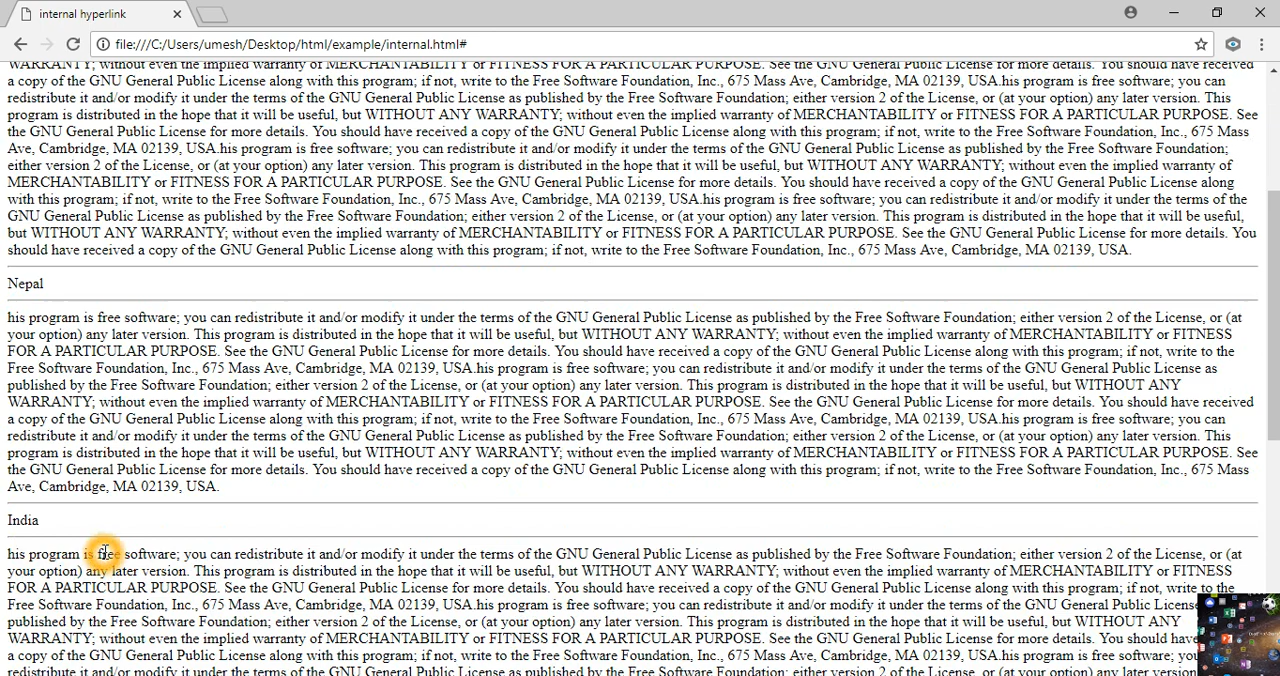 internal hyperlink
file:///C:/Users/umesh/Desktop/html/example/internal.html#
WARRANTY; without even the implied warranty of MERCHANTABILITY or FITNESS FOR A PARTICULAR PURPOSE. See the GNU General Public License for more details. You should have received
a copy of the GNU General Public License along with this program; if not, write to the Free Software Foundation, Inc., 675 Mass Ave, Cambridge, MA 02139, USA.his program is free software; you can
redistribute it and/or modify it under the terms of the GNU General Public License as published by the Free Software Foundation; either version 2 of the License, or (at your option) any later version. This
program is distributed in the hope that it will be useful, but WITHOUT ANY WARRANTY; without even the implied warranty of MERCHANTABILITY or FITNESS FOR A PARTICULAR PURPOSE. See
the GNU General Public License for more details. You should have received a copy of the GNU General Public License along with this program; if not, write to the Free Software Foundation, Inc., 675 Mass
Ave, Cambridge, MA 02139, USA.his program is free software; you can redistribute it and/or modify it under the terms of the GNU General Public License as published by the Free Software Foundation;
either version 2 of the License, or (at your option) any later version. This program is distributed in the hope that it will be useful, but WITHOUT ANY WARRANTY; without even the implied warranty of
MERCHANTABILITY or FITNESS FOR A PARTICULAR PURPOSE. See the GNU General Public License for more details. You should have received a copy of the GNU General Public License along
with this program; if not, write to the Free Software Foundation, Inc., 675 Mass Ave, Cambridge, MA 02139, USA.his program is free software; you can redistribute it and/or modify it under the terms of the
GNU General Public License as published by the Free Software Foundation; either version 2 of the License, or (at your option) any later version. This program is distributed in the hope that it will be useful,
but WITHOUT ANY WARRANTY; without even the implied warranty of MERCHANTABILITY or FITNESS FOR A PARTICULAR PURPOSE. See the GNU General Public License for more details. You
should have received a copy of the GNU General Public License along with this program; if not, write to the Free Software Foundation, Inc., 675 Mass Ave, Cambridge, MA 02139, USA.
Nepal
his program is free software; you can redistribute it and/or modify it under the terms of the GNU General Public License as published by the Free Software Foundation; either version 2 of the License, or (at
your option) any later version. This program is distributed in the hope that it will be useful, but WITHOUT ANY WARRANTY; without even the implied warranty of MERCHANTABILITY or FITNESS
FOR A PARTICULAR PURPOSE. See the GNU General Public License for more details. You should have received a copy of the GNU General Public License along with this program; if not, write to the
Free Software Foundation, Inc., 675 Mass Ave, Cambridge, MA 02139, USA.his program is free software; you can redistribute it and/or modify it under the terms of the GNU General Public License as
published by the Free Software Foundation; either version 2 of the License, or (at your option) any later version. This program is distributed in the hope that it will be useful, but WITHOUT ANY
WARRANTY; without even the implied warranty of MERCHANTABILITY or FITNESS FOR A PARTICULAR PURPOSE. See the GNU General Public License for more details. You should have received
a copy of the GNU General Public License along with this program; if not, write to the Free Software Foundation, Inc., 675 Mass Ave, Cambridge, MA 02139, USA.his program is free software; you can
redistribute it and/or modify it under the terms of the GNU General Public License as published by the Free Software Foundation; either version 2 of the License, or (at your option) any later version. This
program is distributed in the hope that it will be useful, but WITHOUT ANY WARRANTY; without even the implied warranty of MERCHANTABILITY or FITNESS FOR A PARTICULAR PURPOSE. See
the GNU General Public License for more details. You should have received a copy of the GNU General Public License along with this program; if not, write to the Free Software Foundation, Inc., 675 Mass
Ave, Cambridge, MA 02139, USA.
India
his program is free software; you can redistribute it and/or modify it under the terms of the GNU General Public License as published by the Free Software Foundation; either version 2 of the License, or (at
your option) any later version. This program is distributed in the hope that it will be useful, but WITHOUT ANY WARRANTY; without even the implied warranty of MERCHANTABILITY or FITNESS
FOR A PARTICULAR PURPOSE. See the GNU General Public License for more details. You should have received a copy of the GNU General Public License along with this program; if not, write to the
Free Software Foundation, Inc., 675 Mass Ave, Cambridge, MA 02139, USA.his program is free software; you can redistribute it and/or modify it under the terms of the GNU General Public Licens
published by the Free Software Foundation; either version 2 of the License, or (at your option) any later version. This program is distributed in the hope that it will be useful, but WITHOUT ANY
WARRANTY; without even the implied warranty of MERCHANTABILITY or FITNESS FOR A PARTICULAR PURPOSE. See the GNU General Public License for more details. You should have
a copy of the GNU General Public License along with this program; if not, write to the Free Software Foundation, Inc., 675 Mass Ave, Cambridge, MA 02139, USA.his program is free software; yo
redistribute it and/or modify it under the terms of the GNU General Public License as published by the Free Software Foundation; either version 2 of the License, or (at your option) any later version